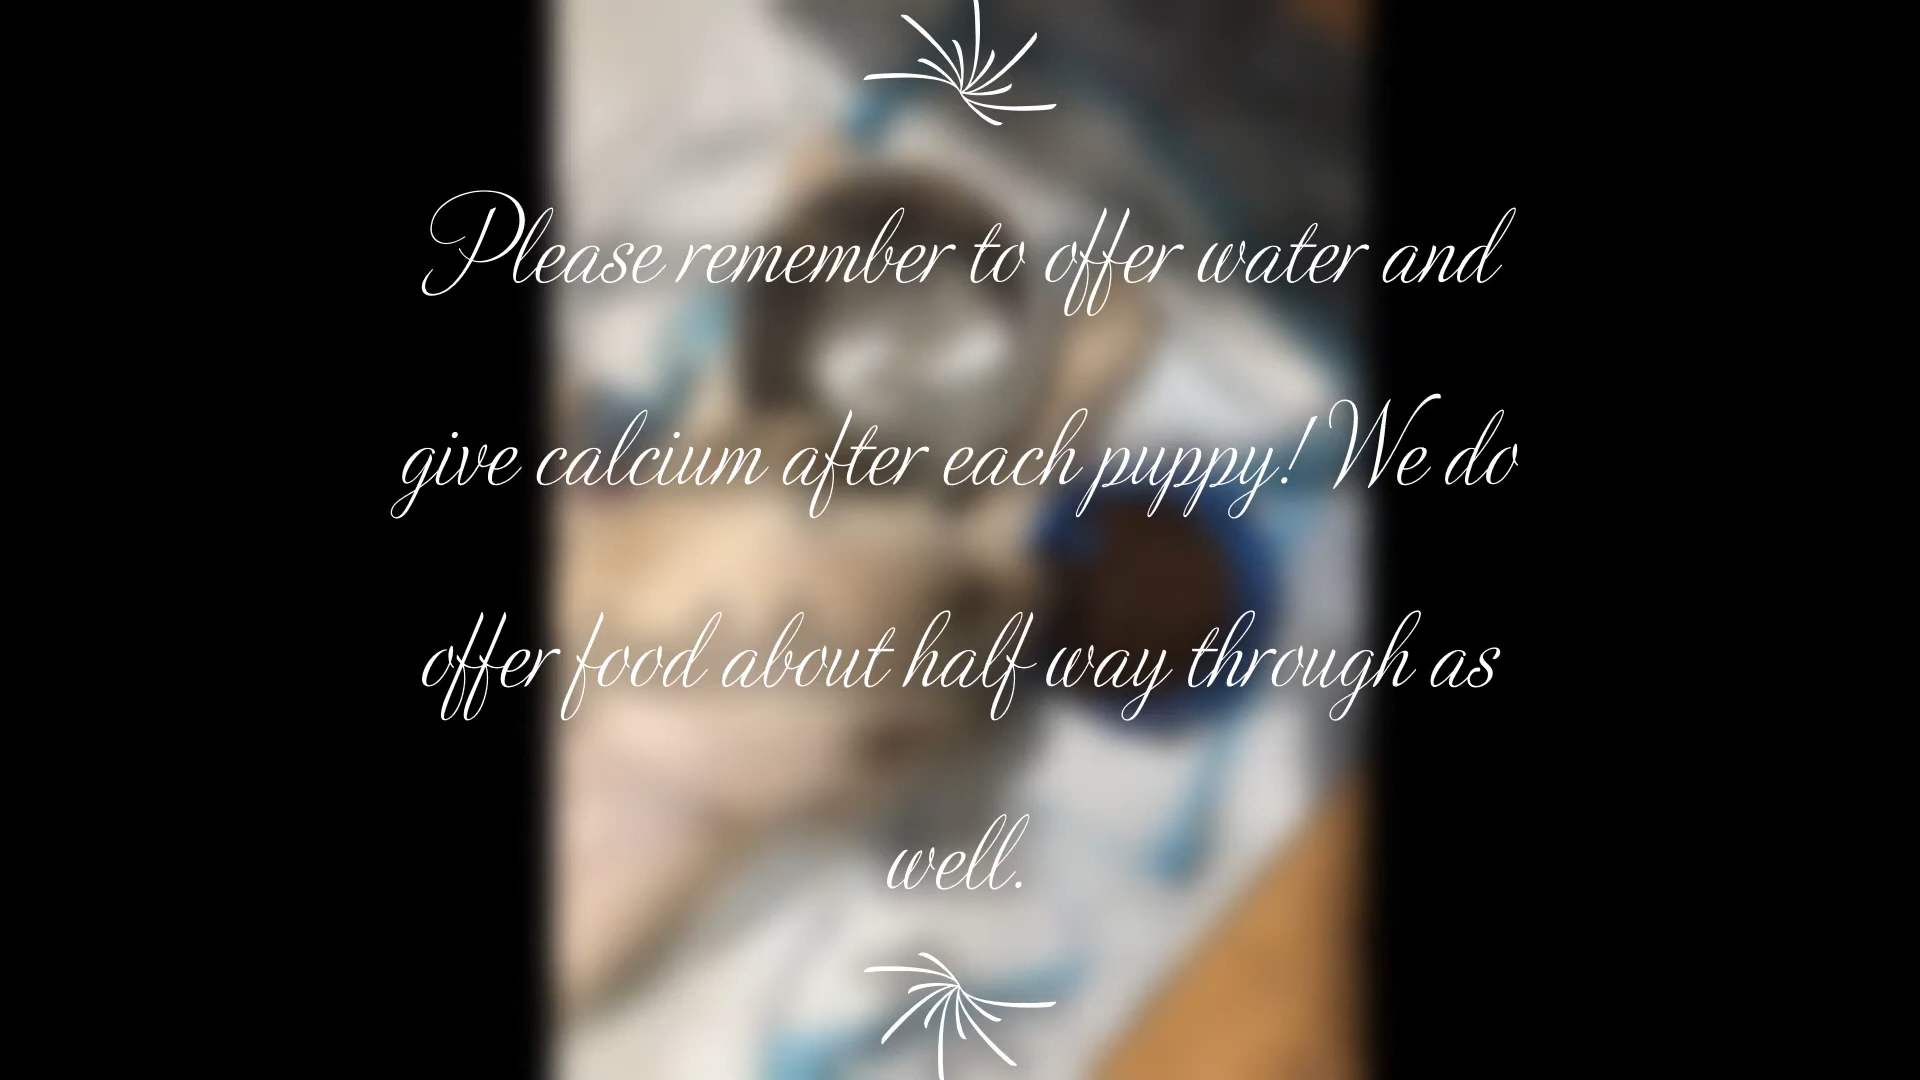 Please remember to offer water and
give calcium after each puppy! We do
offer food about half way through as
well.